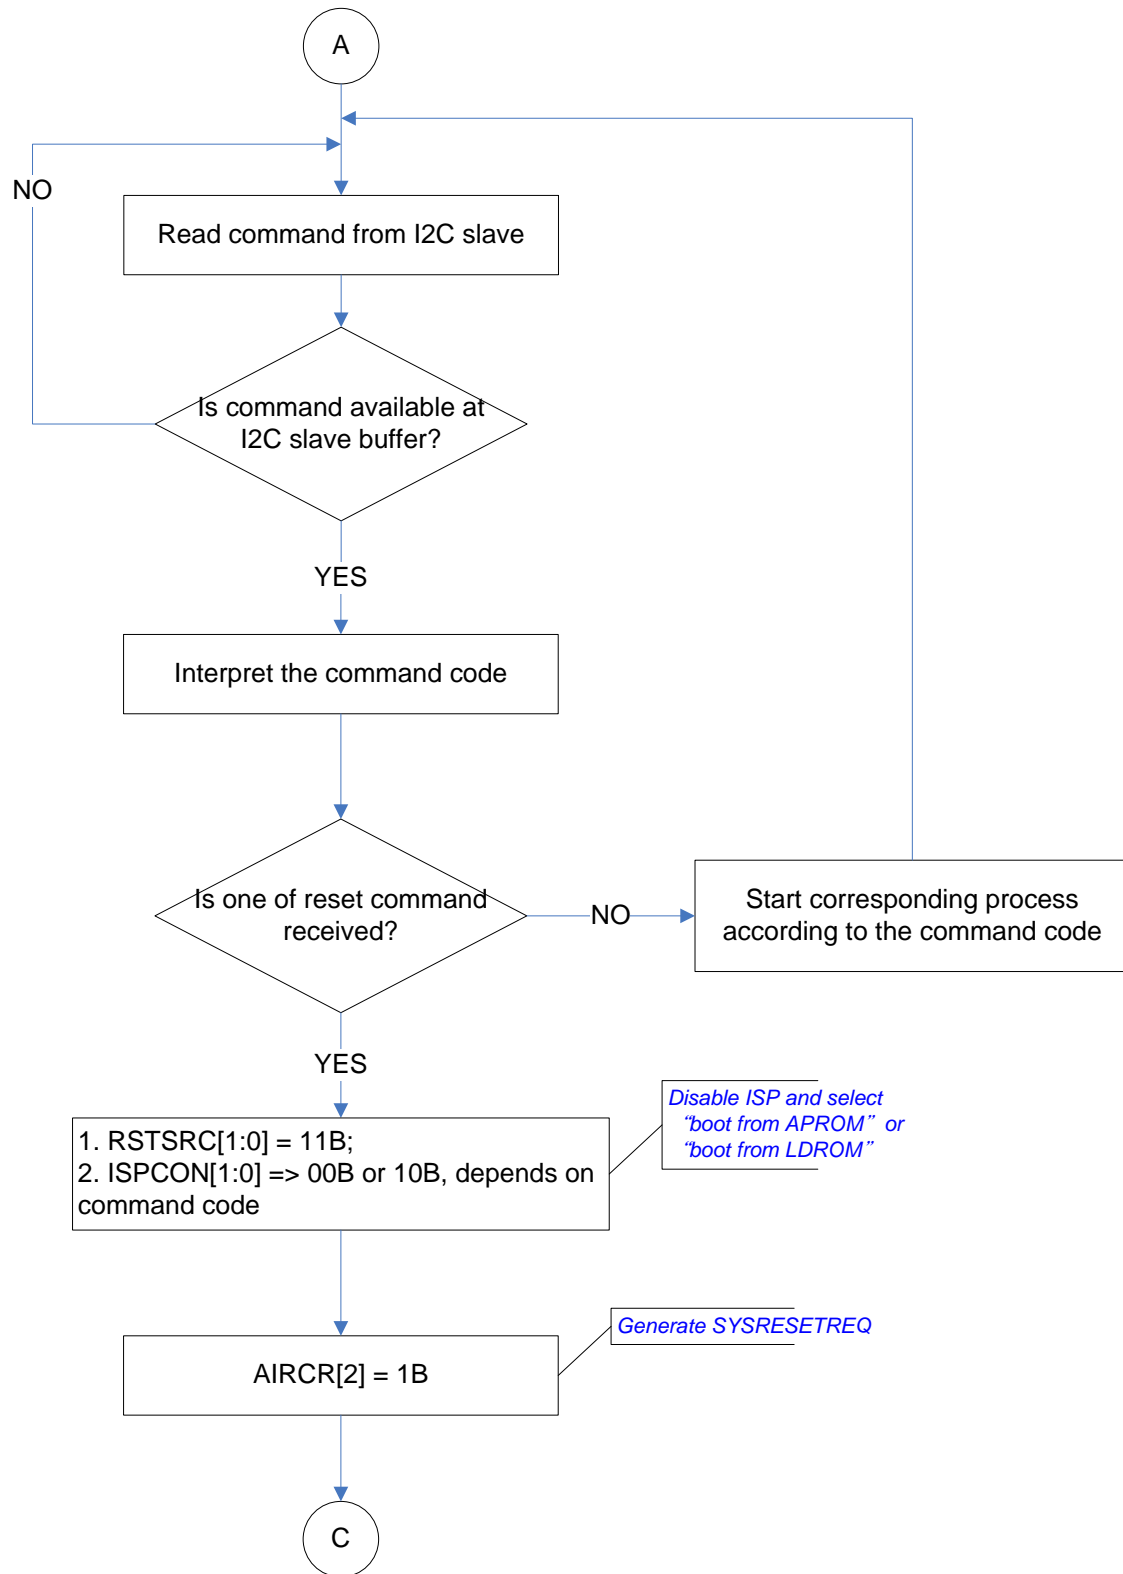 A
NO
Read command from I2C slave
Is command available at
I2C slave buffer?
YES
Interpret the command code
Is one of reset command
received?
NO
Start corresponding process
according to the command code
YES
1. RSTSRC[1:0] = 11B;
2. ISPCON[1:0] => 00B or 10B, depends on
command code
Disable ISP and select
“boot from APROM” or
“boot from LDROM”
AIRCR[2] = 1B
Generate SYSRESETREQ
C